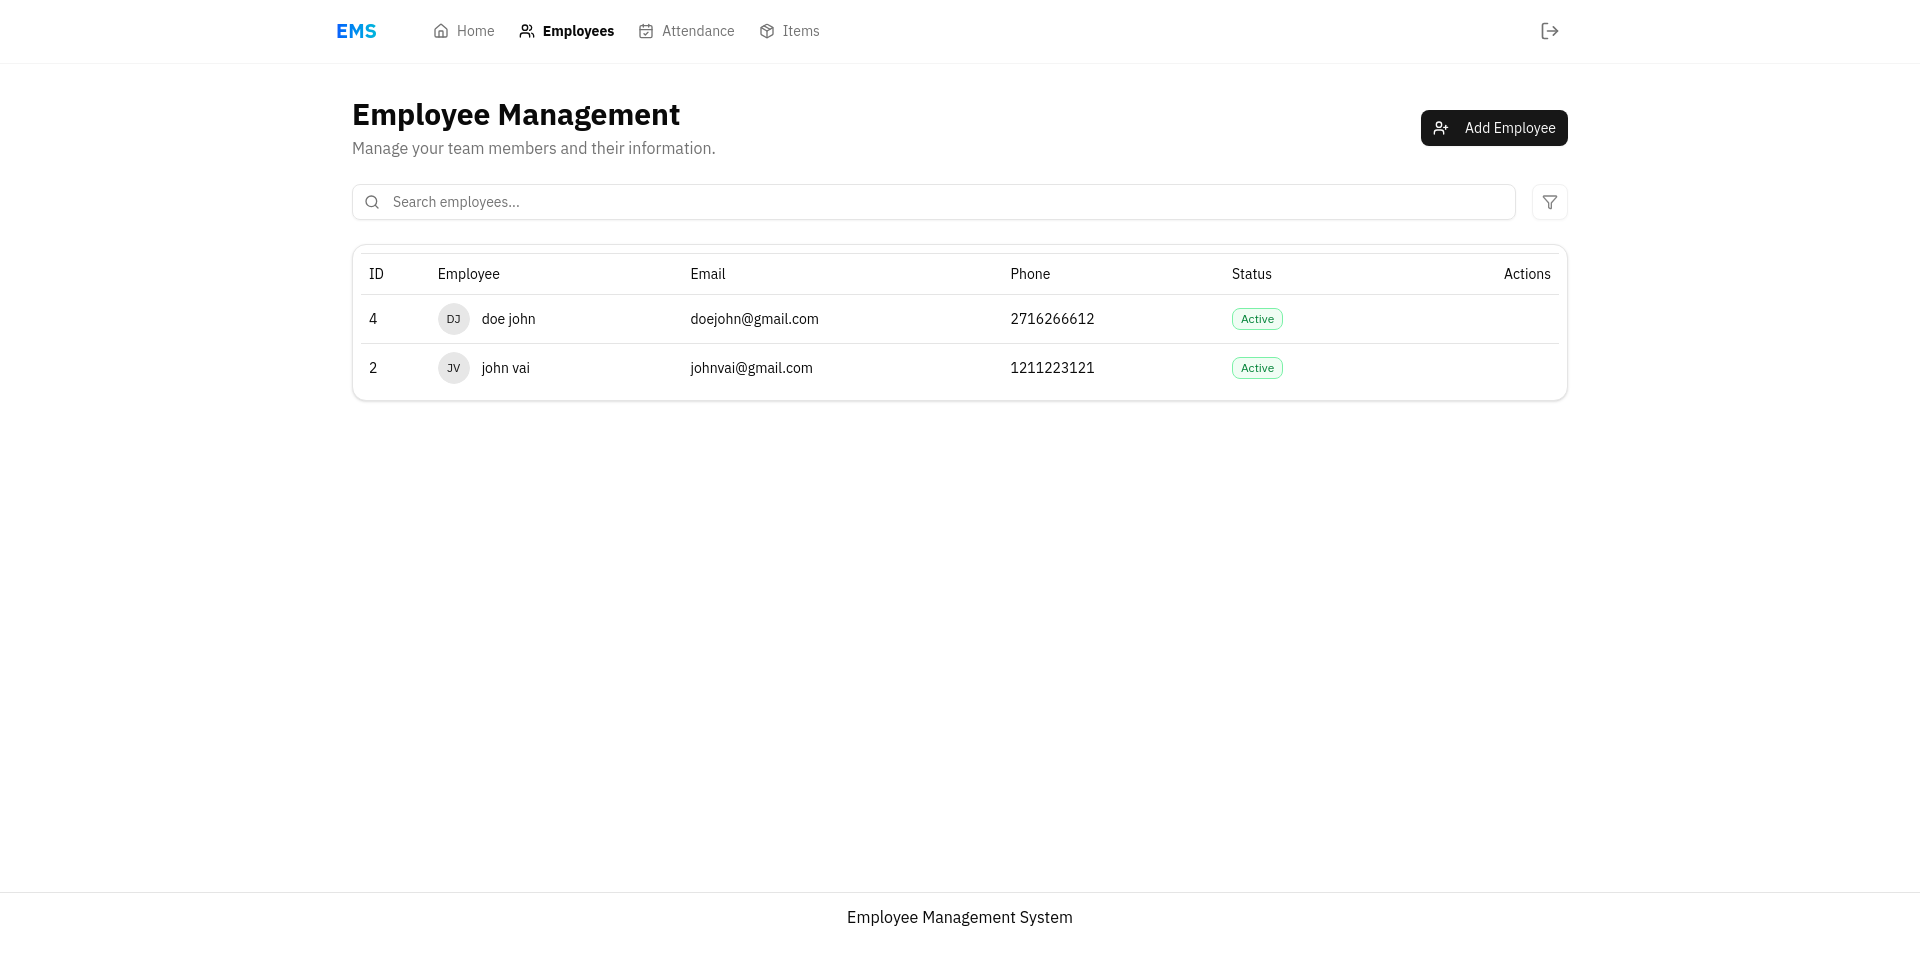 EMS Home Employees Attendance Items
Employee Management
Manage your team members and their information.
Add Employee
Search employees...
ID Employee Email Phone Status Actions
4 DJ doe john doejohn@gmail.com 2716266612 Active
2 JV john vai johnvai@gmail.com 1211223121 Active
Employee Management System